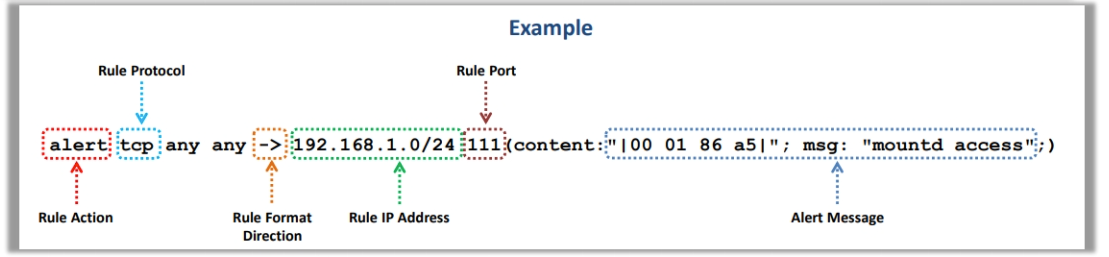 Example
Rule Protocol
Rule Port
alert tcp any any -> 192.168.1.0/24 111(content:"|00 01 86 a5|"; msg: "mountd access";)
Rule Action
Rule Format
Direction
Rule IP Address
Alert Message